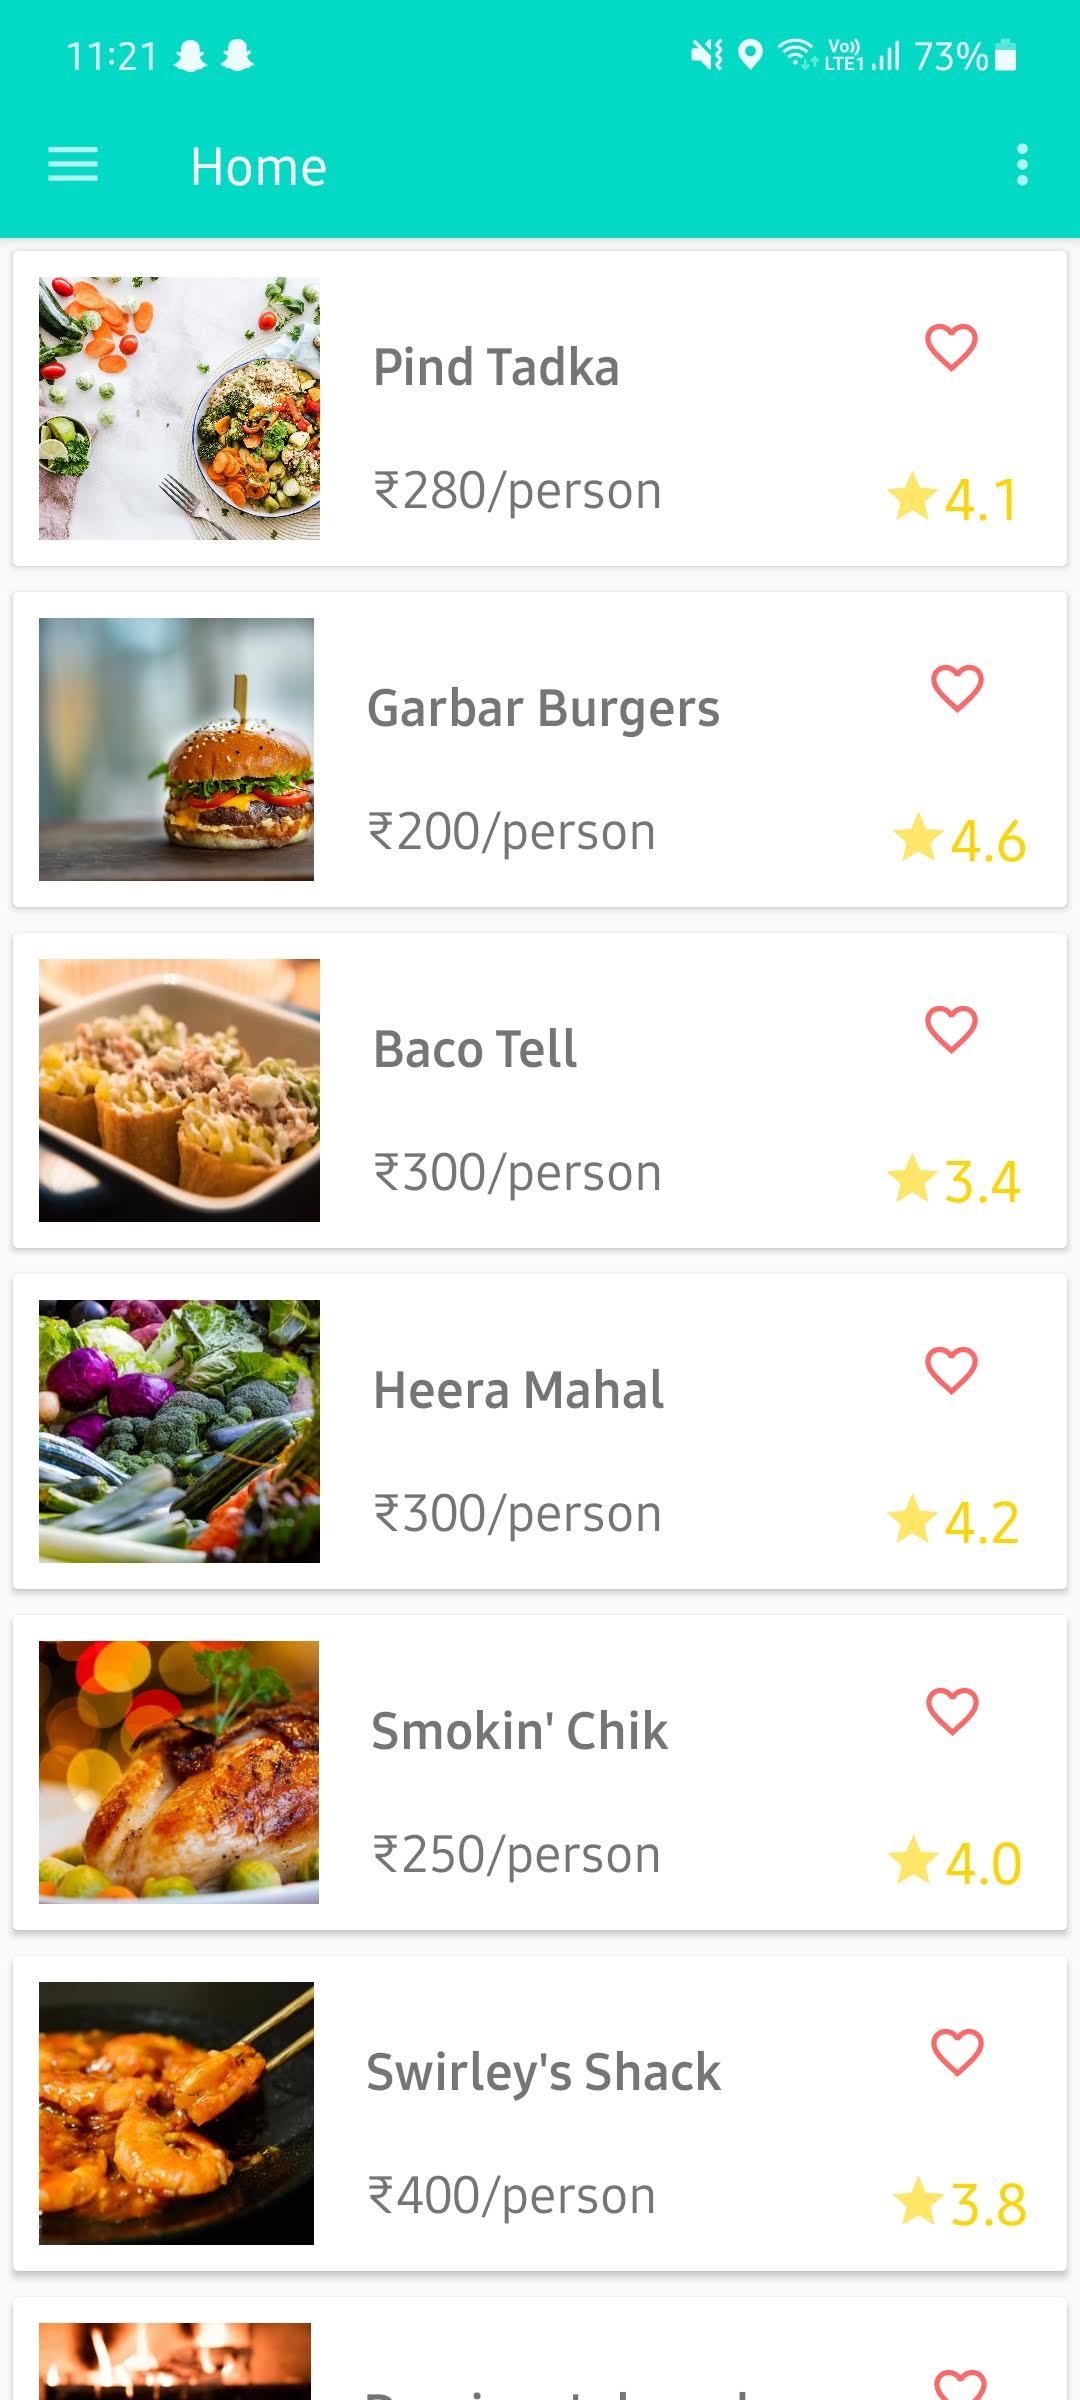 11:21 Vo)) LTE1 73%
Home
Pind Tadka
₹280/person 4.1
Garbar Burgers
₹200/person 4.6
Baco Tell
₹300/person 3.4
Heera Mahal
₹300/person 4.2
Smokin' Chik
₹250/person 4.0
Swirley's Shack
₹400/person 3.8